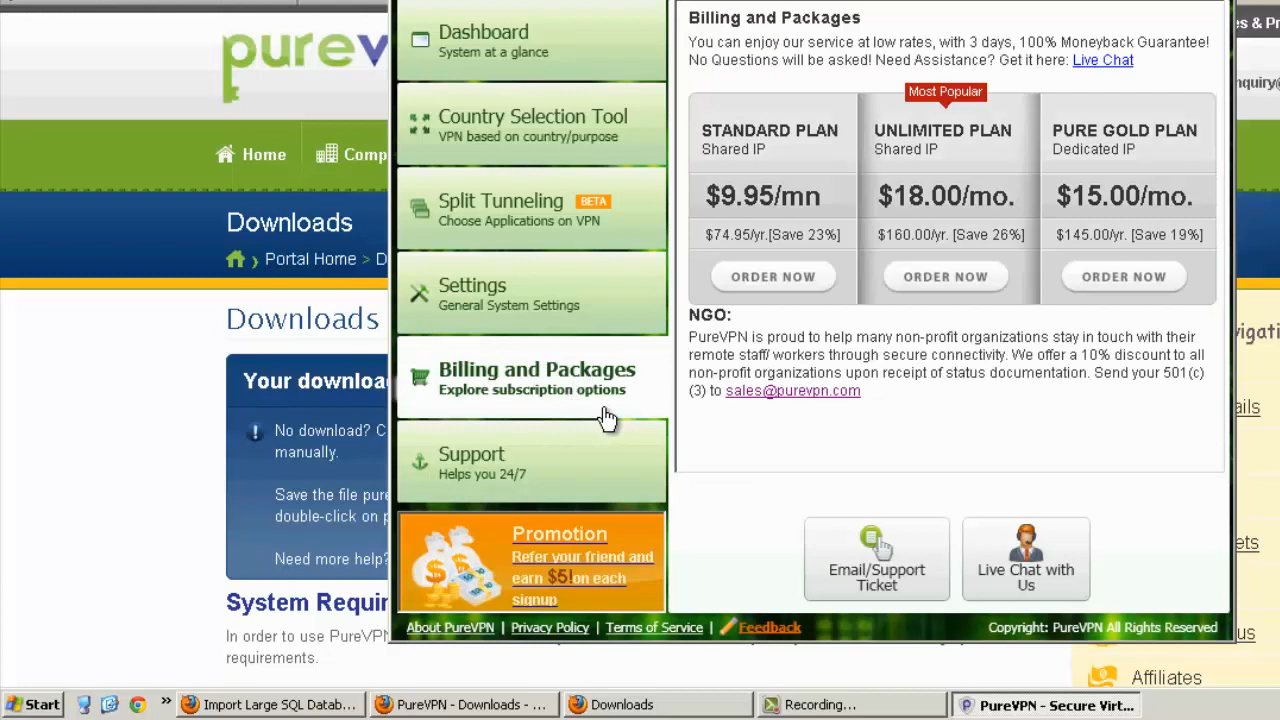 purev
Home
Comp
Downloads
Portal Home > D
Downloads
Your downloa
No download? C
manually.
Save the file pure
double-click on p
Need more help?
System Requir
In order to use PureVPN
requirements.
Dashboard
System at a glance
Country Selection Tool
VPN based on country/purpose
Split Tunneling BETA
Choose Applications on VPN
Settings
General System Settings
Billing and Packages
Explore subscription options
Support
Helps you 24/7
Promotion
Refer your friend and
earn $5!on each
signup
Billing and Packages
You can enjoy our service at low rates, with 3 days, 100% Moneyback Guarantee!
No Questions will be asked! Need Assistance? Get it here: Live Chat
Most Popular
STANDARD PLAN
Shared IP
$9.95/mn
$74.95/yr.[Save 23%]
ORDER NOW
UNLIMITED PLAN
Shared IP
$18.00/mo.
$160.00/yr. [Save 26%]
ORDER NOW
PURE GOLD PLAN
Dedicated IP
$15.00/mo.
$145.00/yr. [Save 19%]
ORDER NOW
NGO:
PureVPN is proud to help many non-profit organizations stay in touch with their
remote staff/ workers through secure connectivity. We offer a 10% discount to all
non-profit organizations upon receipt of status documentation. Send your 501(c)
(3) to sales@purevpn.com
Email/Support
Ticket
Live Chat with
Us
About PureVPN | Privacy Policy | Terms of Service | Feedback
Copyright: PureVPN All Rights Reserved
es & Pr
nquiry@
vigati
ails
ets
us
Affiliates
Start
»
Import Large SQL Datab...
PureVPN - Downloads - ...
Downloads
Recording...
PureVPN - Secure Virt...